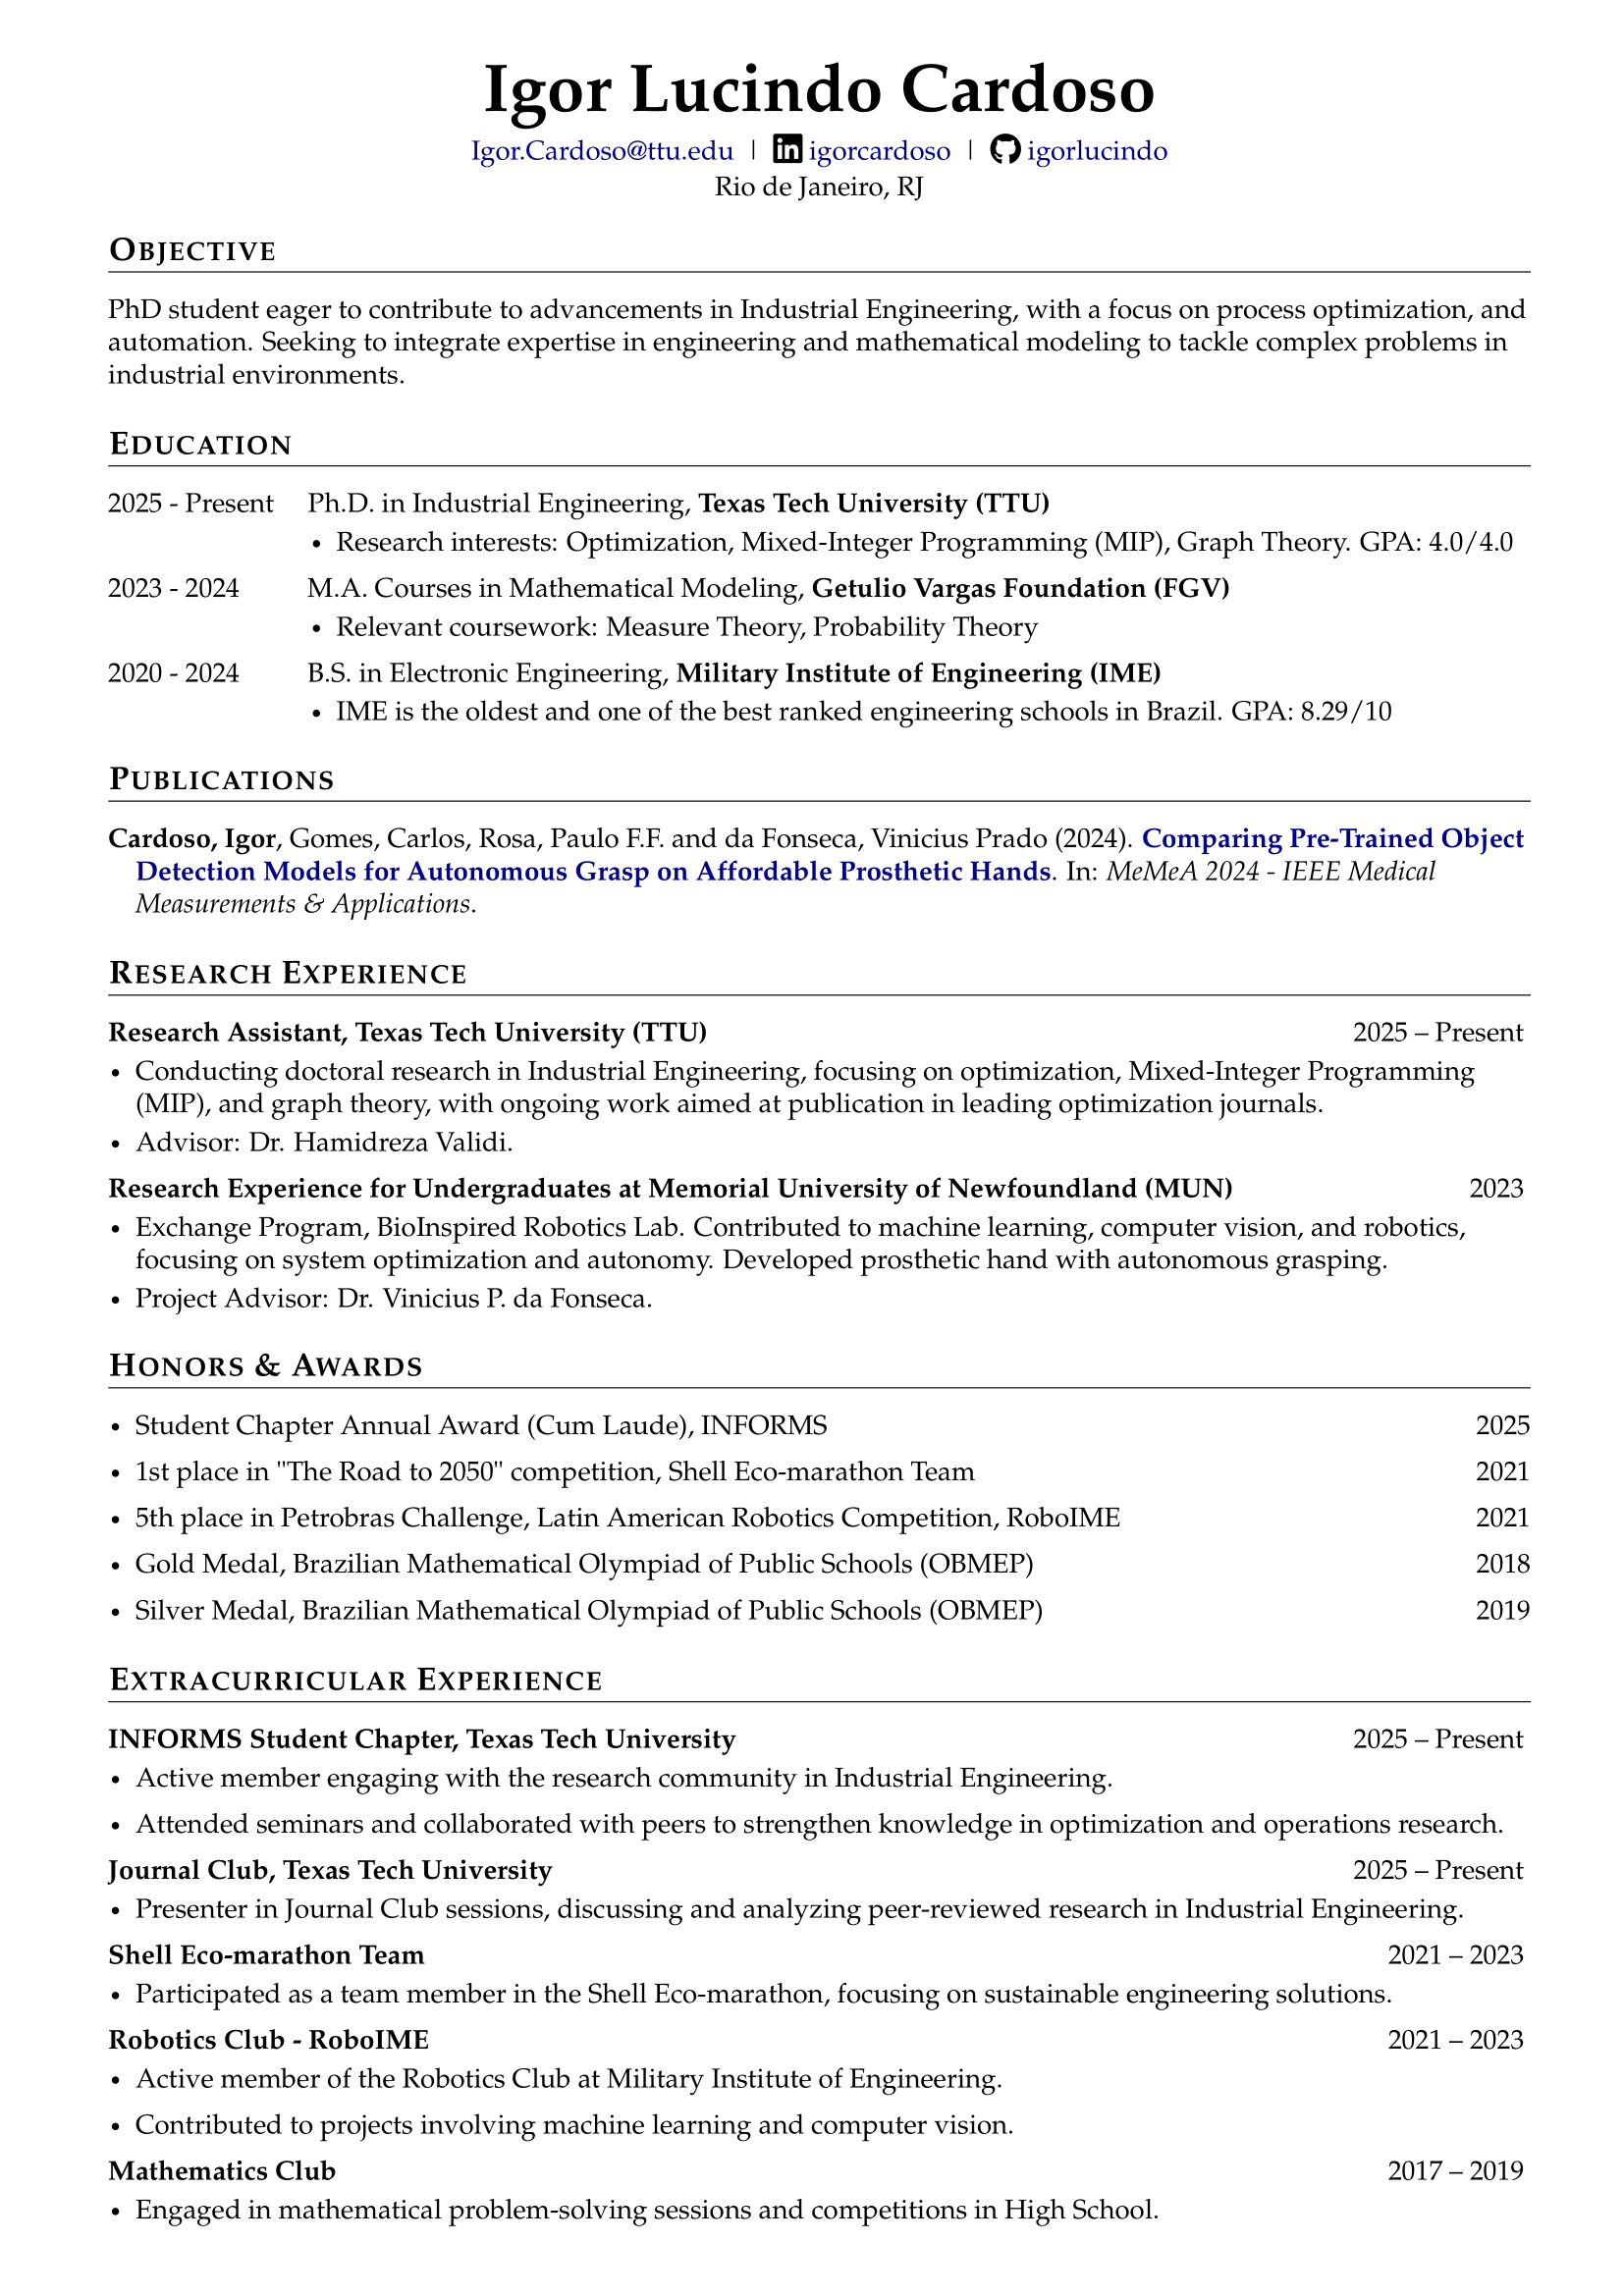 Igor Lucindo Cardoso
Igor.Cardoso@ttu.edu | igorcardoso | igorlucindo
Rio de Janeiro, RJ
OBJECTIVE
PhD student eager to contribute to advancements in Industrial Engineering, with a focus on process optimization, and
automation. Seeking to integrate expertise in engineering and mathematical modeling to tackle complex problems in
industrial environments.
EDUCATION
2025 - Present Ph.D. in Industrial Engineering, Texas Tech University (TTU)
• Research interests: Optimization, Mixed-Integer Programming (MIP), Graph Theory. GPA: 4.0/4.0
2023 - 2024 M.A. Courses in Mathematical Modeling, Getulio Vargas Foundation (FGV)
• Relevant coursework: Measure Theory, Probability Theory
2020 - 2024 B.S. in Electronic Engineering, Military Institute of Engineering (IME)
• IME is the oldest and one of the best ranked engineering schools in Brazil. GPA: 8.29/10
PUBLICATIONS
Cardoso, Igor, Gomes, Carlos, Rosa, Paulo F.F. and da Fonseca, Vinicius Prado (2024). Comparing Pre-Trained Object
Detection Models for Autonomous Grasp on Affordable Prosthetic Hands. In: MeMeA 2024 - IEEE Medical
Measurements & Applications.
RESEARCH EXPERIENCE
Research Assistant, Texas Tech University (TTU) 2025 – Present
• Conducting doctoral research in Industrial Engineering, focusing on optimization, Mixed-Integer Programming
(MIP), and graph theory, with ongoing work aimed at publication in leading optimization journals.
• Advisor: Dr. Hamidreza Validi.
Research Experience for Undergraduates at Memorial University of Newfoundland (MUN) 2023
• Exchange Program, BioInspired Robotics Lab. Contributed to machine learning, computer vision, and robotics,
focusing on system optimization and autonomy. Developed prosthetic hand with autonomous grasping.
• Project Advisor: Dr. Vinicius P. da Fonseca.
HONORS & AWARDS
• Student Chapter Annual Award (Cum Laude), INFORMS 2025
• 1st place in "The Road to 2050" competition, Shell Eco-marathon Team 2021
• 5th place in Petrobras Challenge, Latin American Robotics Competition, RoboIME 2021
• Gold Medal, Brazilian Mathematical Olympiad of Public Schools (OBMEP) 2018
• Silver Medal, Brazilian Mathematical Olympiad of Public Schools (OBMEP) 2019
EXTRACURRICULAR EXPERIENCE
INFORMS Student Chapter, Texas Tech University 2025 – Present
• Active member engaging with the research community in Industrial Engineering.
• Attended seminars and collaborated with peers to strengthen knowledge in optimization and operations research.
Journal Club, Texas Tech University 2025 – Present
• Presenter in Journal Club sessions, discussing and analyzing peer-reviewed research in Industrial Engineering.
Shell Eco-marathon Team 2021 – 2023
• Participated as a team member in the Shell Eco-marathon, focusing on sustainable engineering solutions.
Robotics Club - RoboIME 2021 – 2023
• Active member of the Robotics Club at Military Institute of Engineering.
• Contributed to projects involving machine learning and computer vision.
Mathematics Club 2017 – 2019
• Engaged in mathematical problem-solving sessions and competitions in High School.